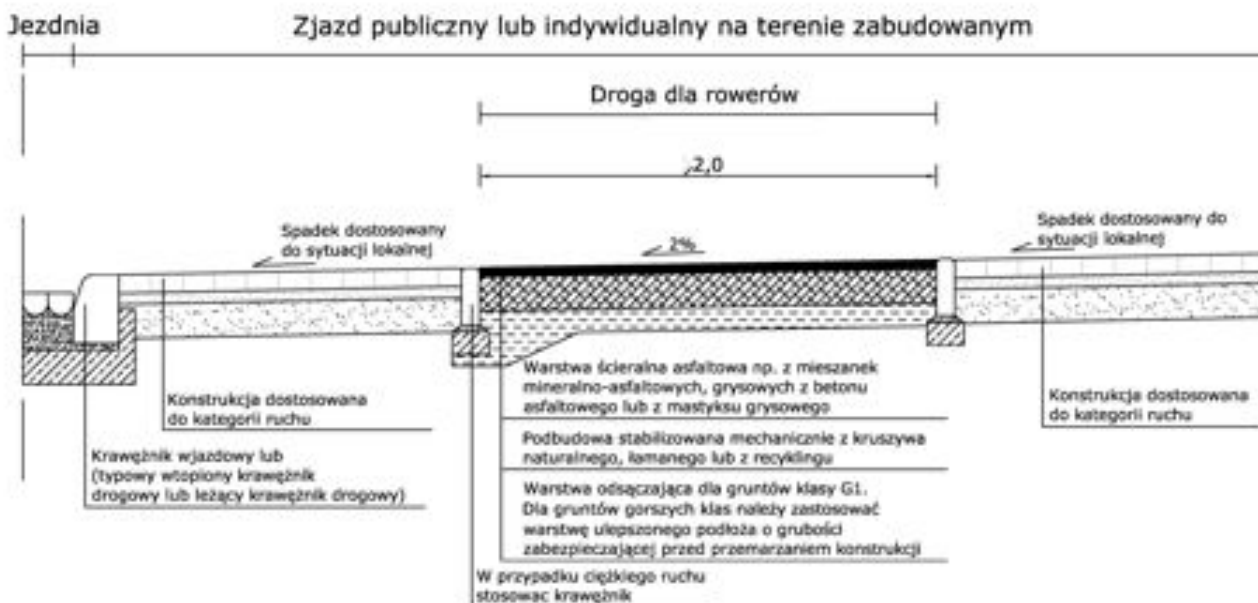 Jezdnia
Zjazd publiczny lub indywidualny na terenie zabudowanym
Droga dla rowerów
2,0
Spadek dostosowany
do sytuacji lokalnej
2%
Spadek dostosowany do
sytuacji lokalnej
Konstrukcja dostosowana
do kategorii ruchu
Krawężnik wjazdowy lub
(typowy wtopiony krawężnik
drogowy lub leżący krawężnik drogowy)
Warstwa ścieralna asfaltowa np. z mieszanek
mineralno-asfaltowych, grysowych z betonu
asfaltowego lub z mastyksu grysowego
Podbudowa stabilizowana mechanicznie z kruszywa
naturalnego, łamanego lub z recyklingu
Warstwa odsączająca dla gruntów klasy G1.
Dla gruntów gorszych klas należy zastosować
warstwę ulepszonego podłoża o grubości
zabezpieczającej przed przemarzaniem konstrukcji
W przypadku ciężkiego ruchu
stosowac krawężnik
Konstrukcja dostosowana
do kategorii ruchu